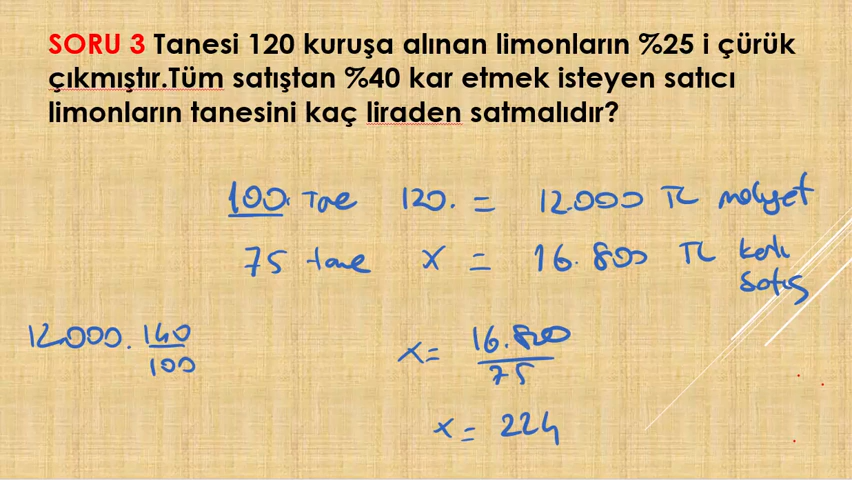 SORU 3 Tanesi 120 kuruşa alınan limonların %25 i çürük
çıkmıştır.Tüm satıştan %40 kar etmek isteyen satıcı
limonların tanesini kaç liraden satmalıdır?
100. Tane 120. = 12.000 TL maliyet
75 tane x = 16.800 TL karlı
satış
12.000. 140
100
x = 16.800
75
x = 224